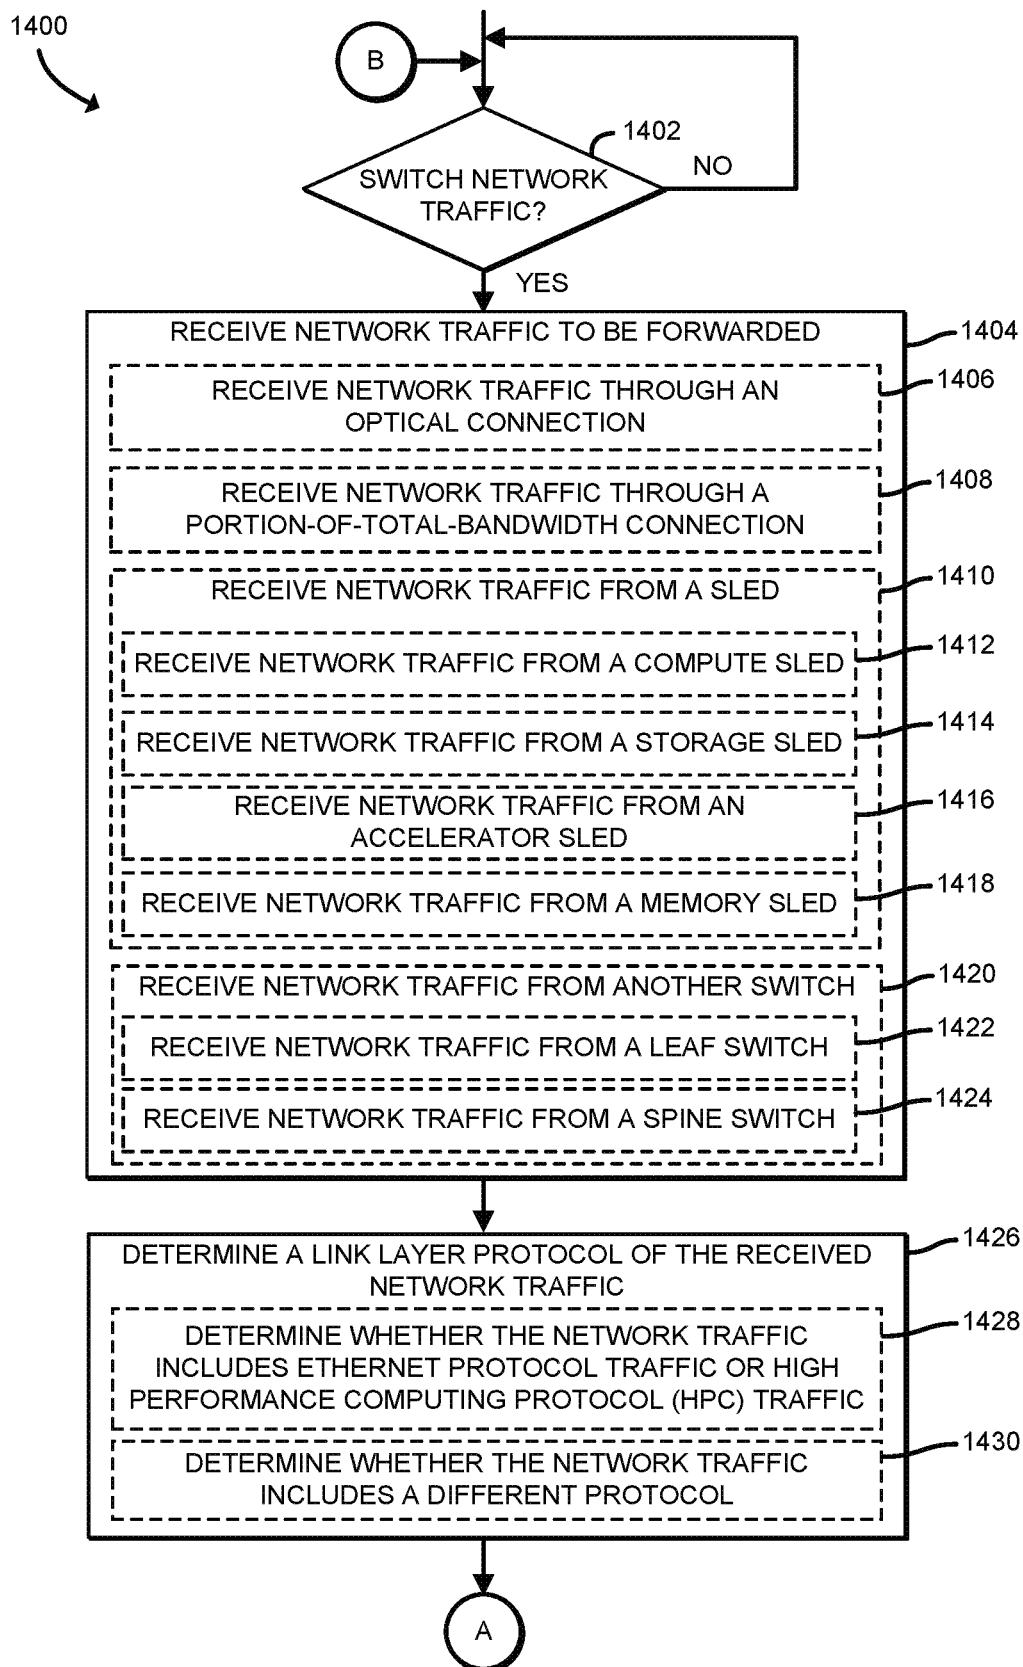 1400
B
1402
SWITCH NETWORK
TRAFFIC?
NO
YES
RECEIVE NETWORK TRAFFIC TO BE FORWARDED
1404
RECEIVE NETWORK TRAFFIC THROUGH AN
OPTICAL CONNECTION
1406
RECEIVE NETWORK TRAFFIC THROUGH A
PORTION-OF-TOTAL-BANDWIDTH CONNECTION
1408
RECEIVE NETWORK TRAFFIC FROM A SLED
1410
RECEIVE NETWORK TRAFFIC FROM A COMPUTE SLED
1412
RECEIVE NETWORK TRAFFIC FROM A STORAGE SLED
1414
RECEIVE NETWORK TRAFFIC FROM AN
ACCELERATOR SLED
1416
RECEIVE NETWORK TRAFFIC FROM A MEMORY SLED
1418
RECEIVE NETWORK TRAFFIC FROM ANOTHER SWITCH
1420
RECEIVE NETWORK TRAFFIC FROM A LEAF SWITCH
1422
RECEIVE NETWORK TRAFFIC FROM A SPINE SWITCH
1424
DETERMINE A LINK LAYER PROTOCOL OF THE RECEIVED
NETWORK TRAFFIC
1426
DETERMINE WHETHER THE NETWORK TRAFFIC
INCLUDES ETHERNET PROTOCOL TRAFFIC OR HIGH
PERFORMANCE COMPUTING PROTOCOL (HPC) TRAFFIC
1428
DETERMINE WHETHER THE NETWORK TRAFFIC
INCLUDES A DIFFERENT PROTOCOL
1430
A